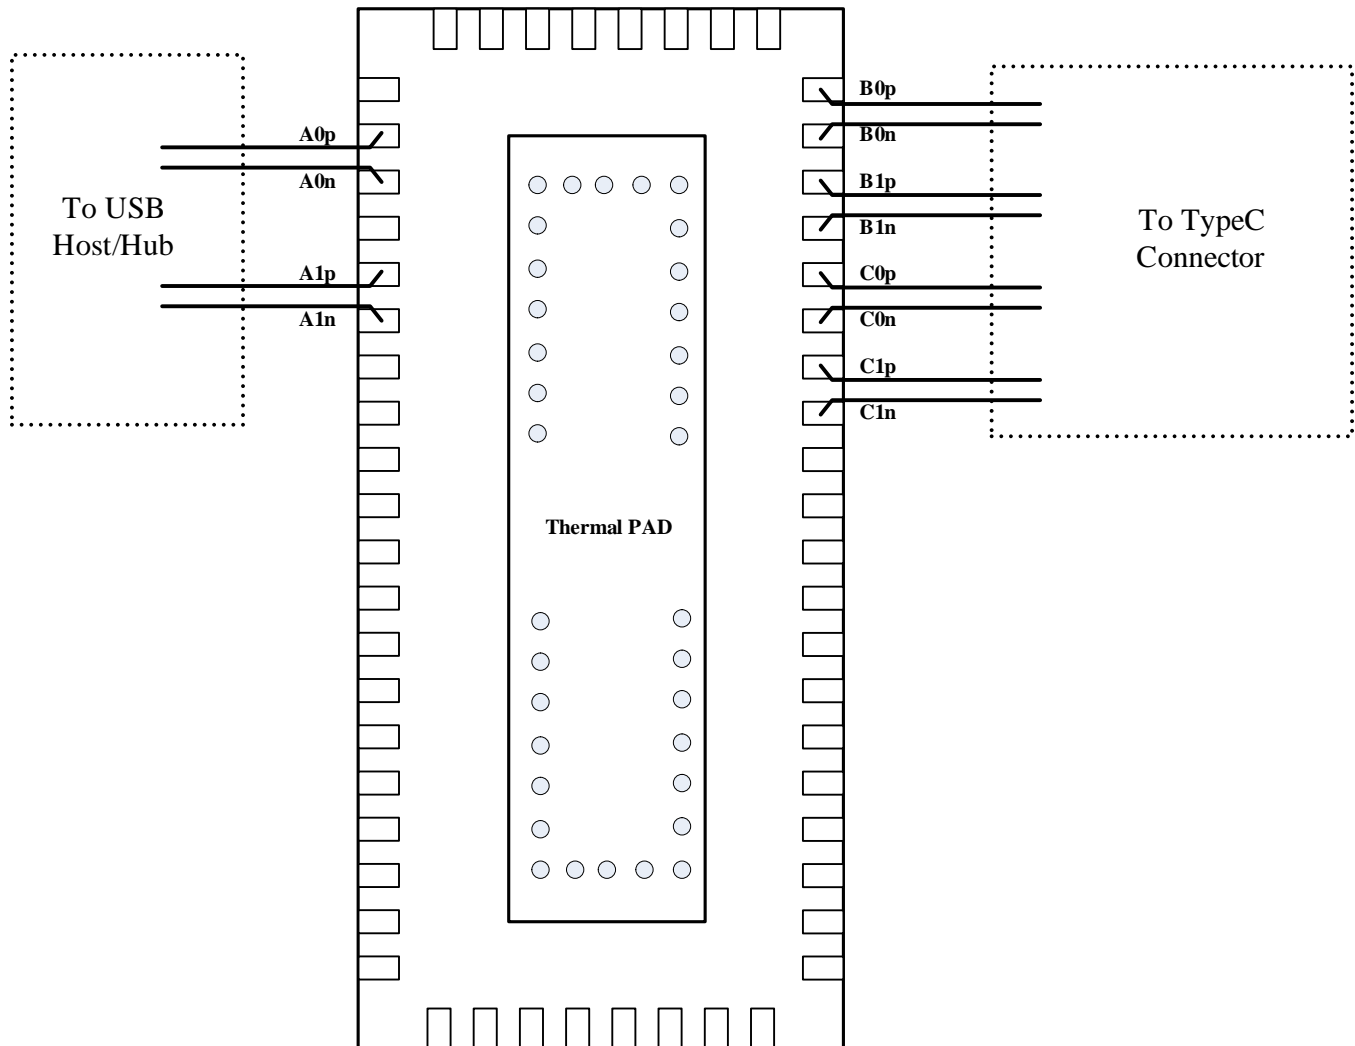 A0p
A0n
To USB
Host/Hub
A1p
A1n
Thermal PAD
B0p
B0n
B1p
B1n
C0p
C0n
C1p
C1n
To TypeC
Connector